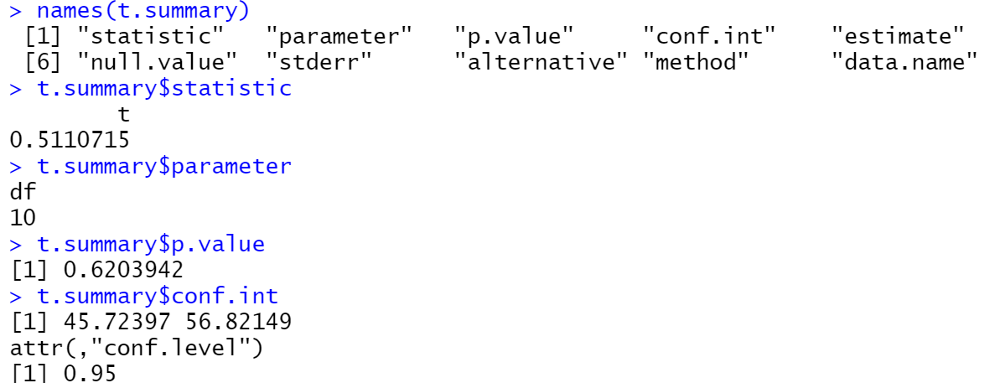 > names(t.summary)
[1] "statistic" "parameter" "p.value" "conf.int" "estimate"
[6] "null.value" "stderr" "alternative" "method" "data.name"
> t.summary$statistic
t
0.5110715
> t.summary$parameter
df
10
> t.summary$p.value
[1] 0.6203942
> t.summary$conf.int
[1] 45.72397 56.82149
attr(,"conf.level")
[1] 0.95